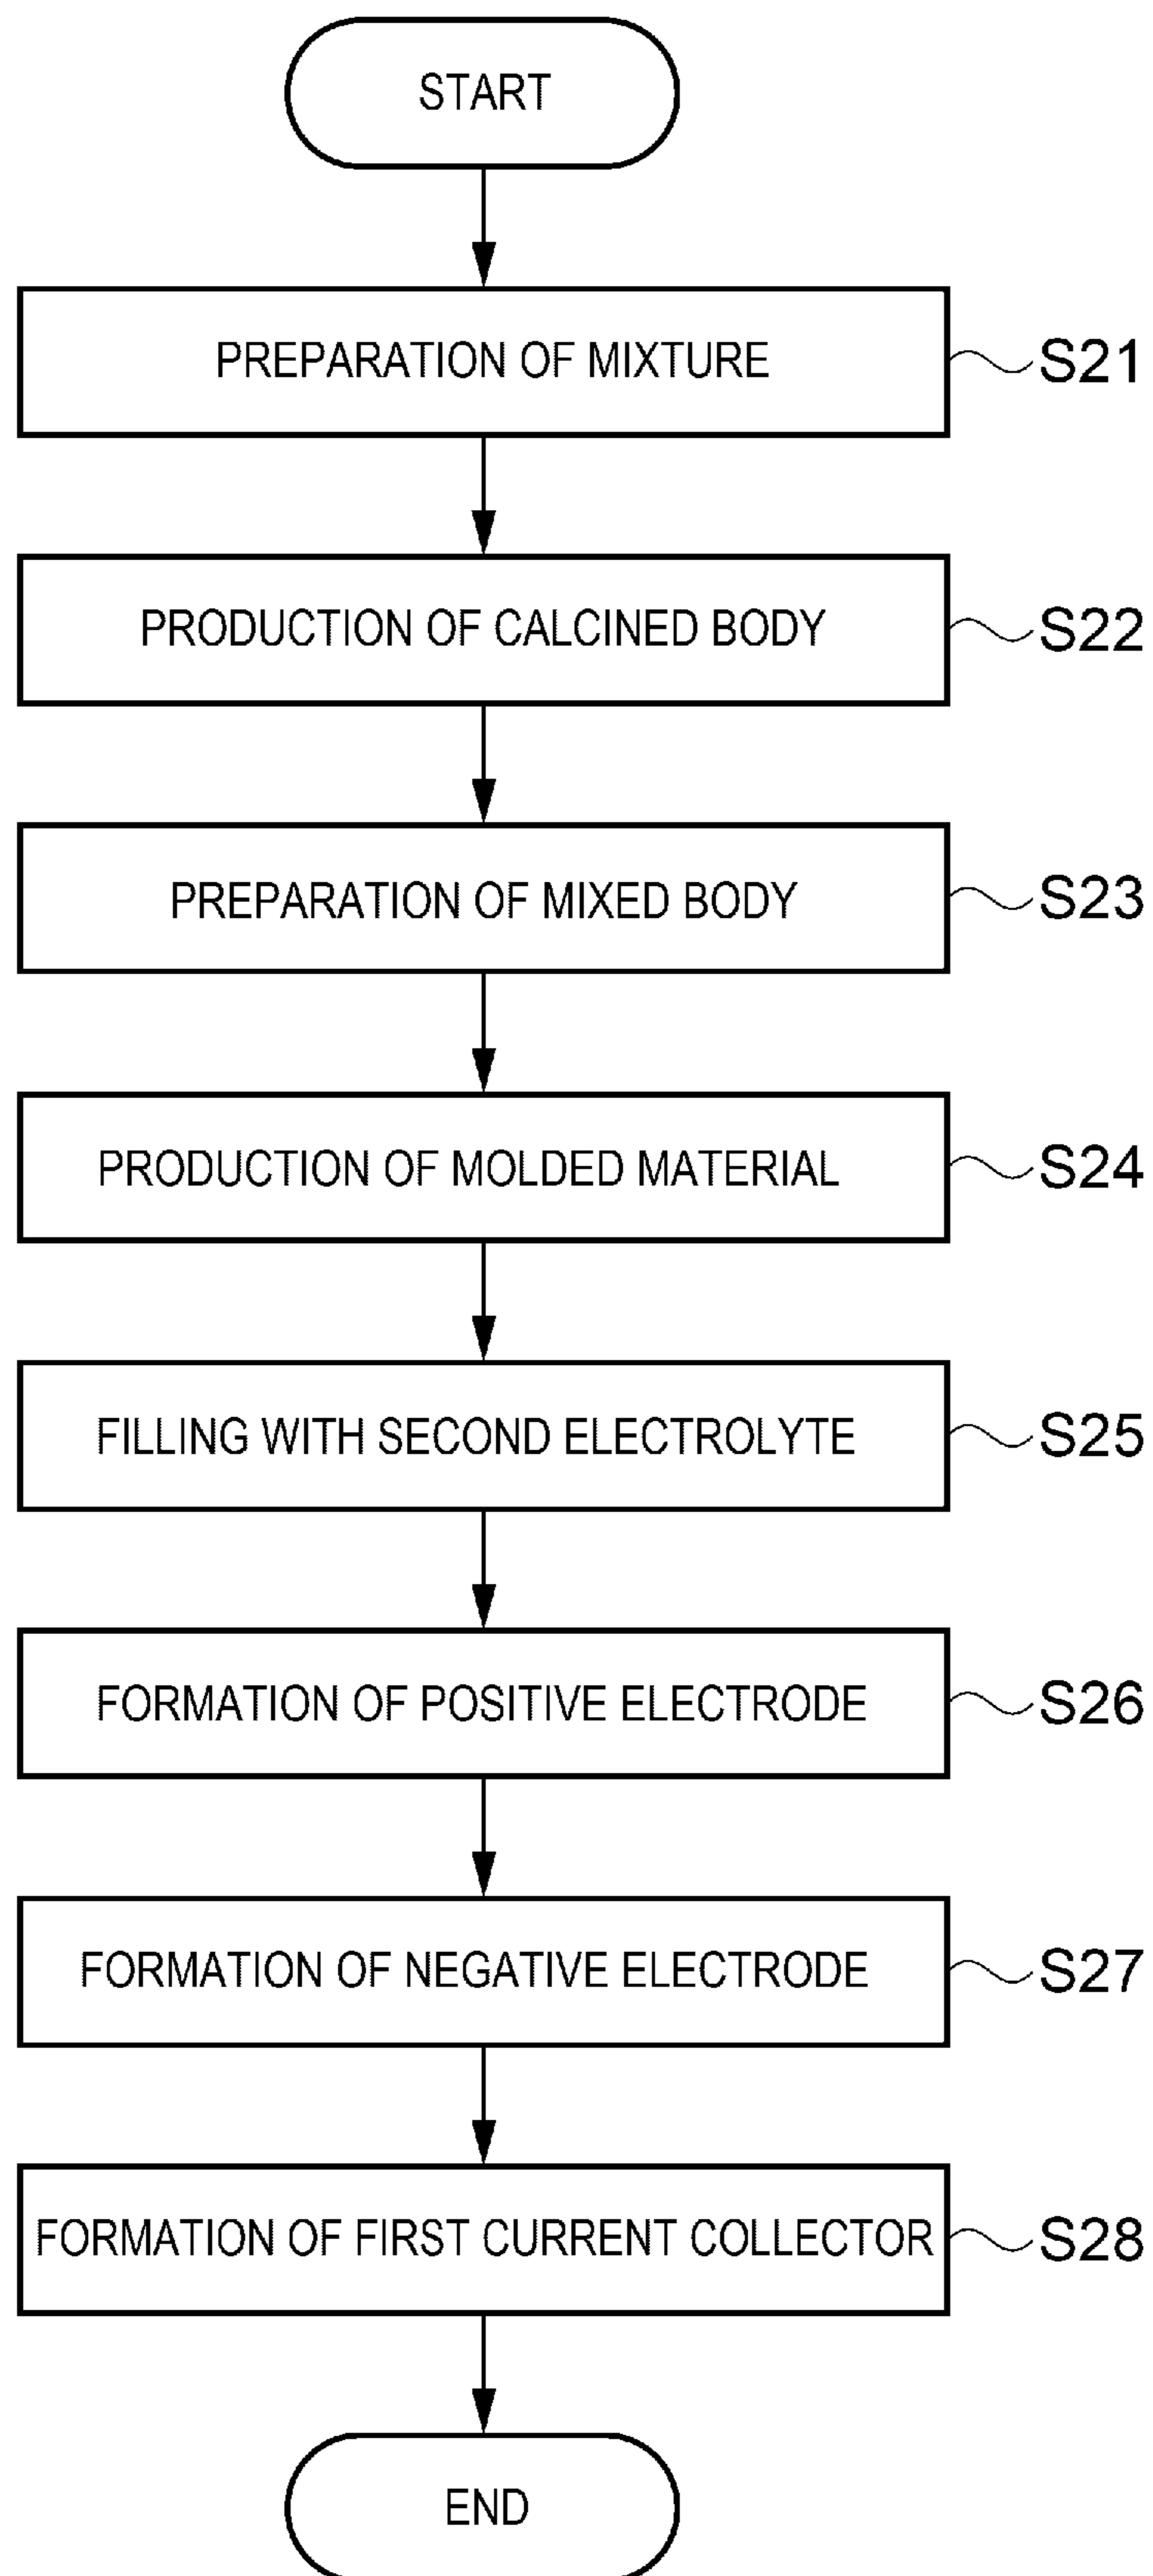 START
PREPARATION OF MIXTURE S21
PRODUCTION OF CALCINED BODY S22
PREPARATION OF MIXED BODY S23
PRODUCTION OF MOLDED MATERIAL S24
FILLING WITH SECOND ELECTROLYTE S25
FORMATION OF POSITIVE ELECTRODE S26
FORMATION OF NEGATIVE ELECTRODE S27
FORMATION OF FIRST CURRENT COLLECTOR S28
END